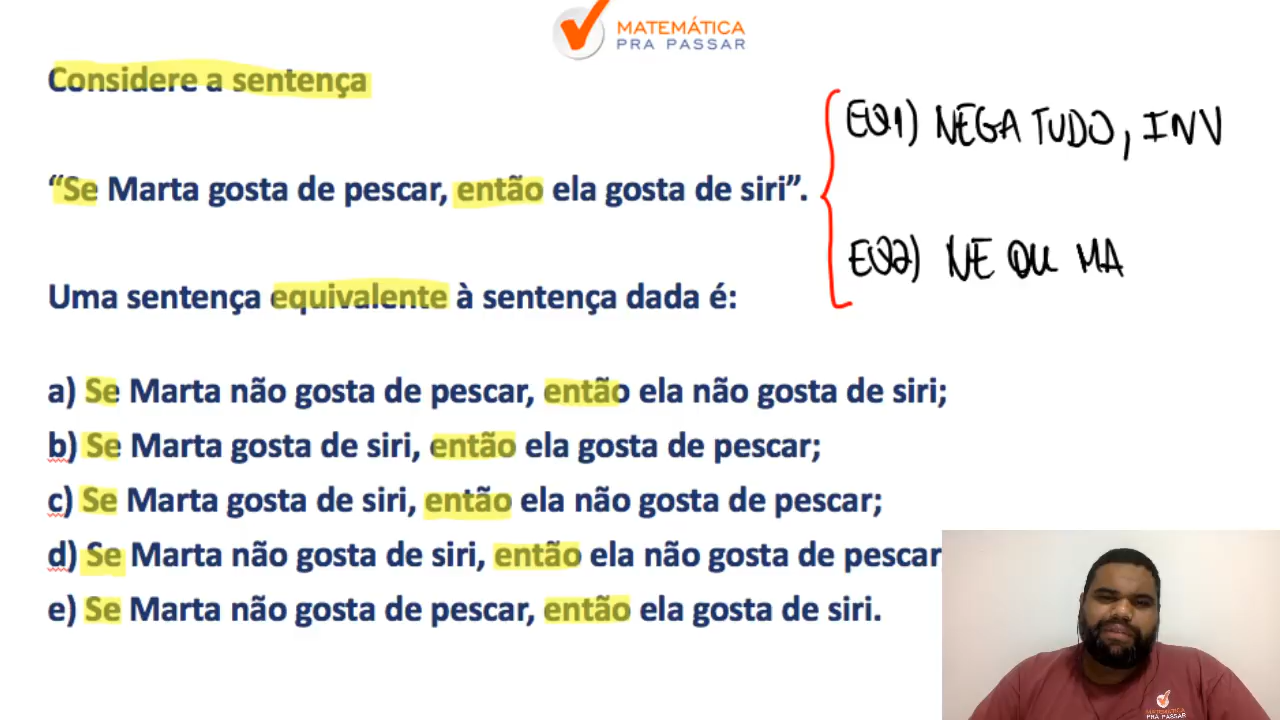 MATEMÁTICA
PRA PASSAR
Considere a sentença
“Se Marta gosta de pescar, então ela gosta de siri”.
Uma sentença equivalente à sentença dada é:
a) Se Marta não gosta de pescar, então ela não gosta de siri;
b) Se Marta gosta de siri, então ela gosta de pescar;
c) Se Marta gosta de siri, então ela não gosta de pescar;
d) Se Marta não gosta de siri, então ela não gosta de pescar
e) Se Marta não gosta de pescar, então ela gosta de siri.
EQ1) NEGA TUDO, INV
EQ2) NE OU MA
MATEMÁTICA
PRA PASSAR